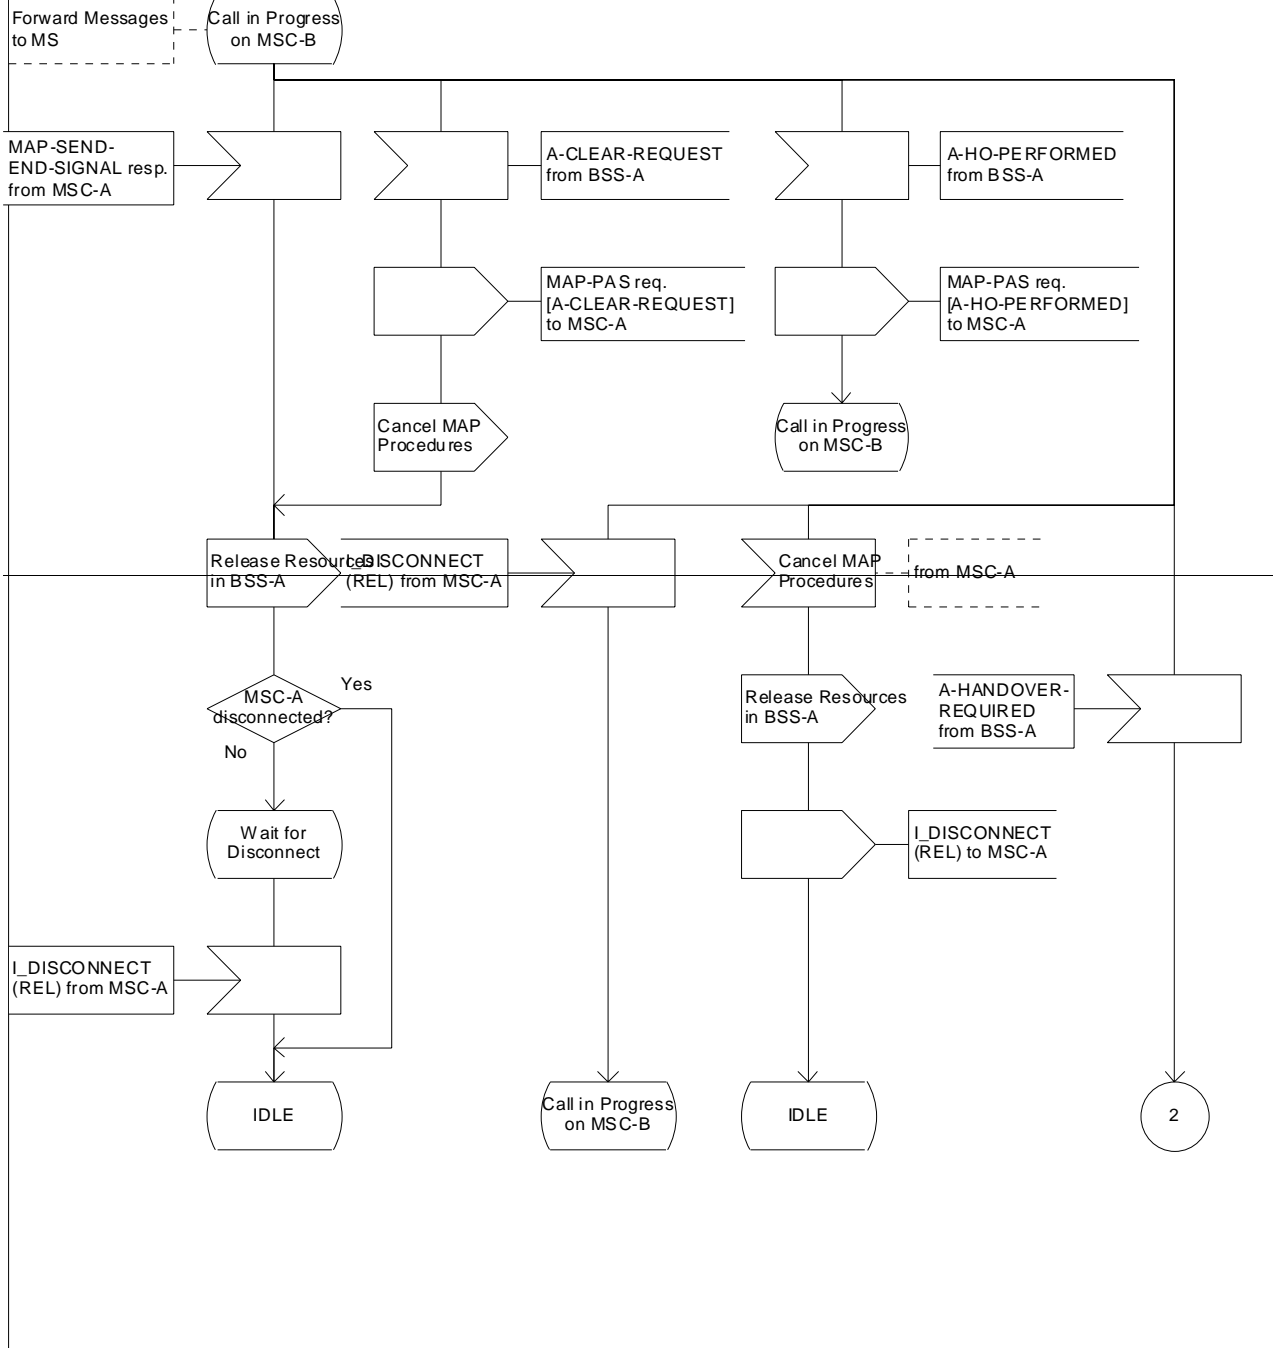 Forward Messages
to MS
Call in Progress
on MSC-B
MAP-SEND-
END-SIGNAL resp.
from MSC-A
A-CLEAR-REQUEST
from BSS-A
A-HO-PERFORMED
from BSS-A
MAP-PAS req.
[A-CLEAR-REQUEST]
to MSC-A
MAP-PAS req.
[A-HO-PERFORMED]
to MSC-A
Cancel MAP
Procedures
Call in Progress
on MSC-B
Release Resources
in BSS-A
I_DISCONNECT
(REL) from MSC-A
Cancel MAP
Procedures
from MSC-A
MSC-A
disconnected?
Yes
No
Release Resources
in BSS-A
A-HANDOVER-
REQUIRED
from BSS-A
Wait for
Disconnect
I_DISCONNECT
(REL) to MSC-A
I_DISCONNECT
(REL) from MSC-A
IDLE
Call in Progress
on MSC-B
IDLE
2